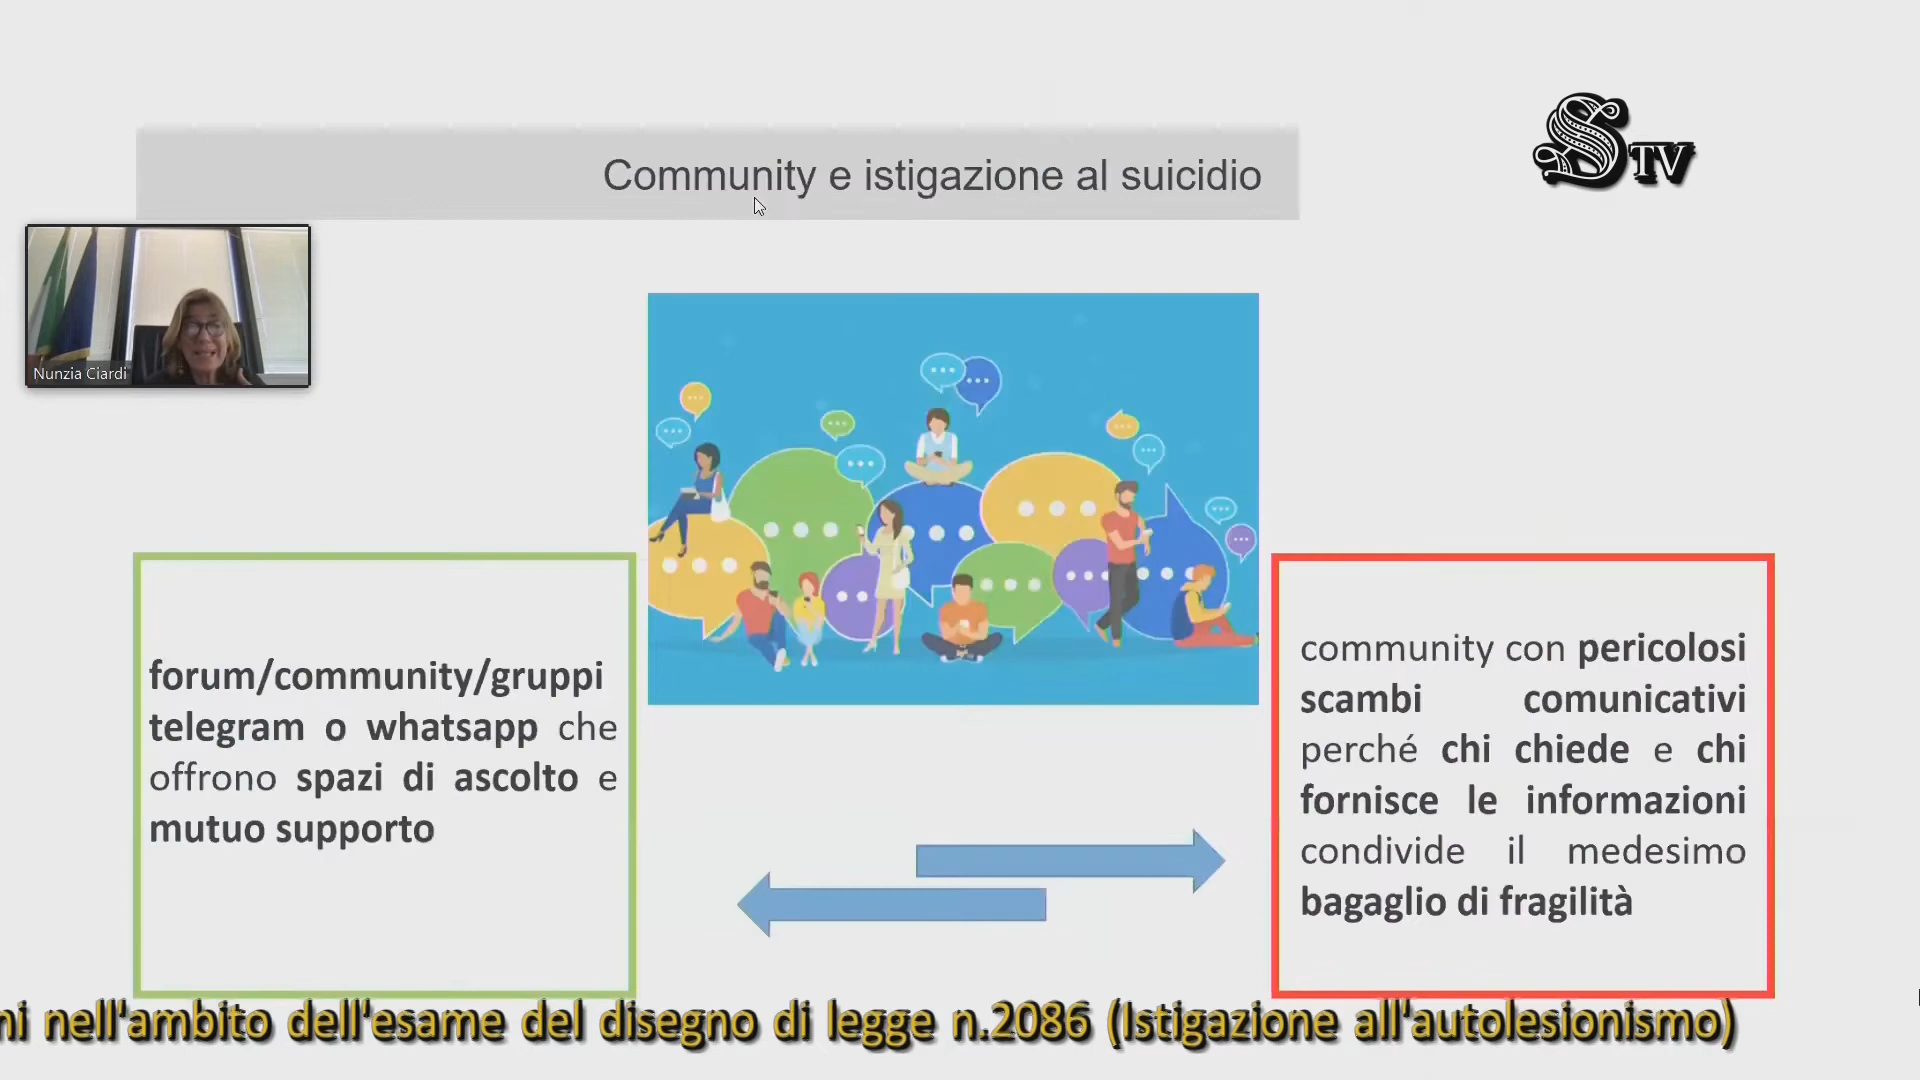 Community e istigazione al suicidio
S TV
Nunzia Ciardi
forum/community/gruppi
telegram o whatsapp che
offrono spazi di ascolto e
mutuo supporto
community con pericolosi
scambi comunicativi
perché chi chiede e chi
fornisce le informazioni
condivide il medesimo
bagaglio di fragilità
ni nell'ambito dell'esame del disegno di legge n.2086 (Istigazione all'autolesionismo)